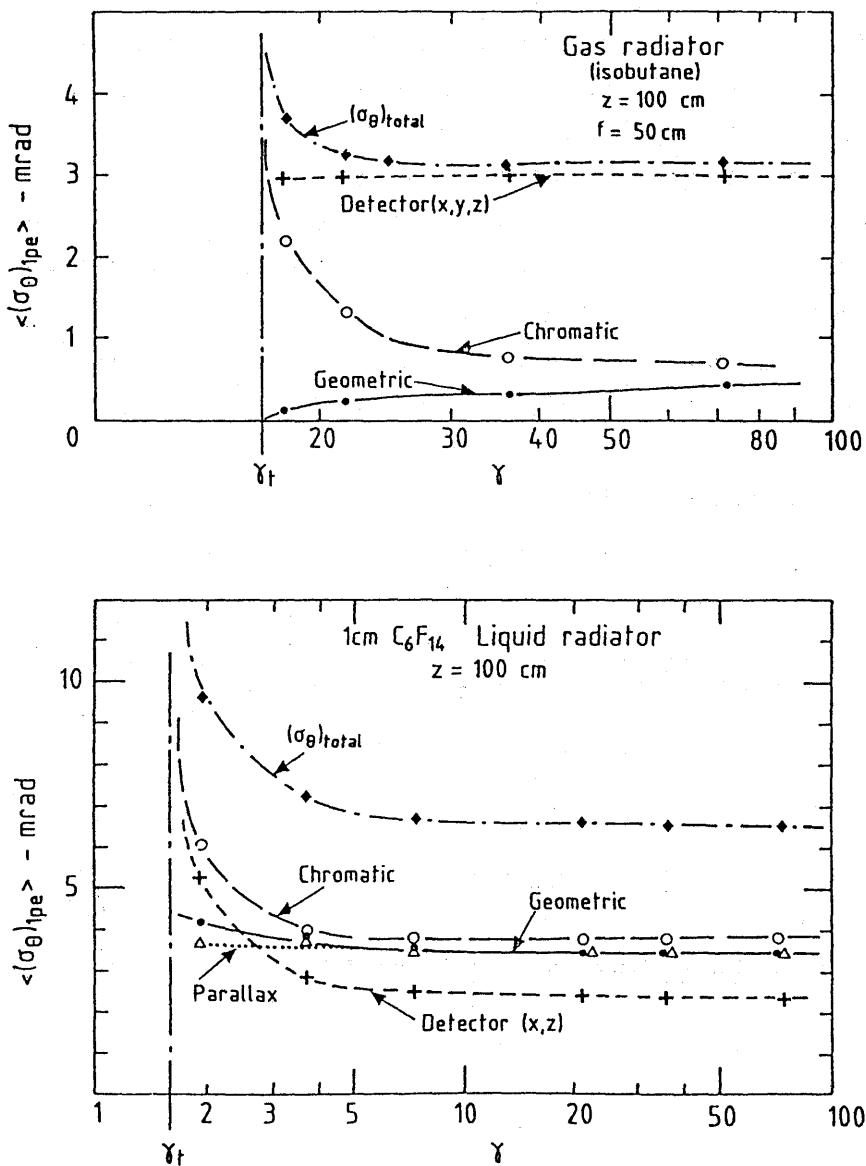 Gas radiator
(isobutane)
z = 100 cm
f = 50 cm
(σθ)total
Detector(x,y,z)
Chromatic
Geometric
<(σθ)1pe> - mrad
4
3
2
1
0
20
30
40
50
60
80
100
γt
γ
1cm C6F14 Liquid radiator
z = 100 cm
(σθ)total
Chromatic
Geometric
Parallax
Detector (x,z)
<(σθ)1pe> - mrad
10
5
1
2
3
5
10
20
50
100
γt
γ